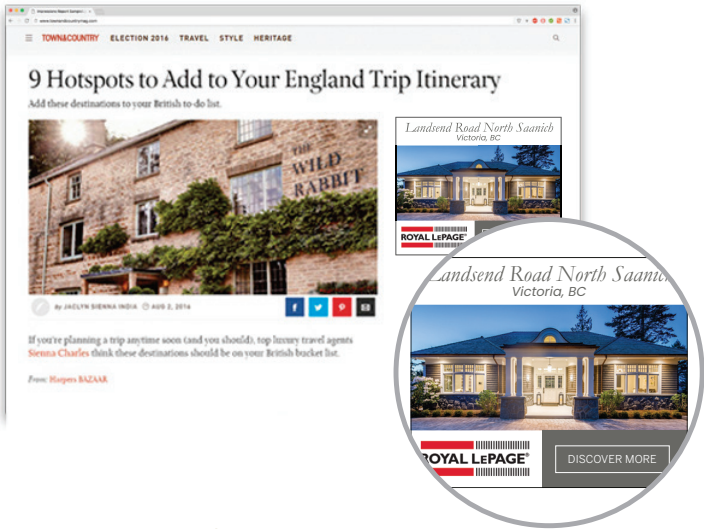 www.townandcountrymag.com
TOWN&COUNTRY ELECTION 2016 TRAVEL STYLE HERITAGE
9 Hotspots to Add to Your England Trip Itinerary
Add these destinations to your British to-do list.
THE
WILD
RABBIT
by JACLYN SIENNA INDIA AUG 2, 2016
If you're planning a trip anytime soon (and you should), top luxury travel agents
Sienna Charles think these destinations should be on your British bucket list.
From: Harpers BAZAAR
Landsend Road North Saanich
Victoria, BC
ROYAL LEPAGE®
Landsend Road North Saanic
Victoria, BC
ROYAL LEPAGE®
DISCOVER MORE